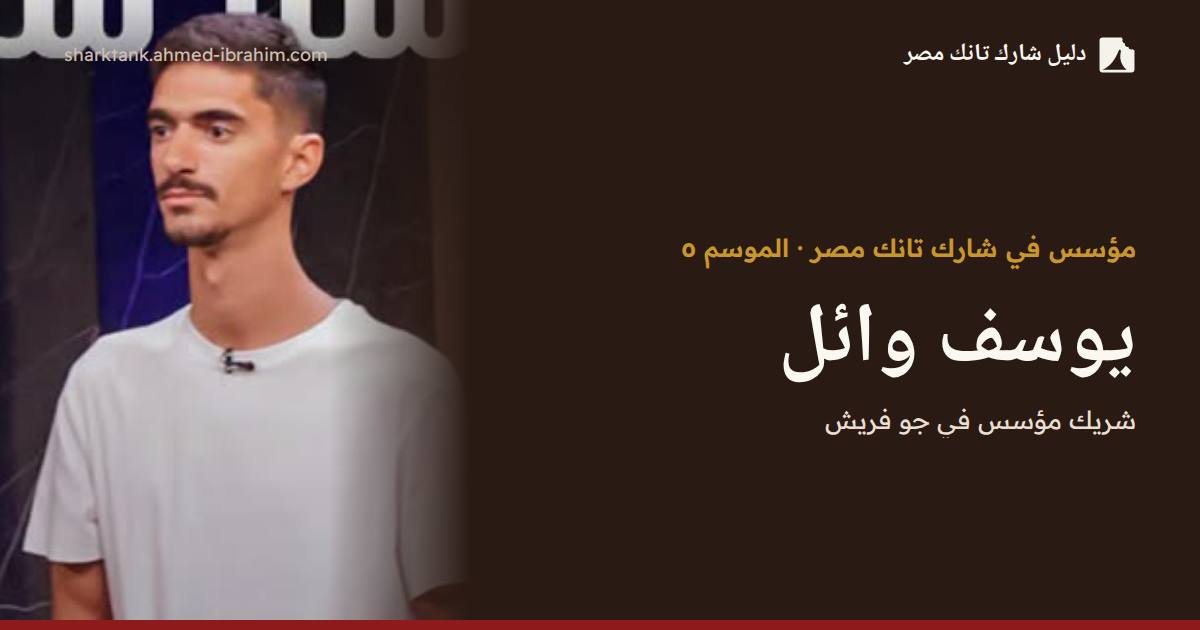 دليل شارك تانك مصر
sharktank.ahmed-ibrahim.com
مؤسس في شارك تانك مصر · الموسم ٥
يوسف وائل
شريك مؤسس في جو فريش